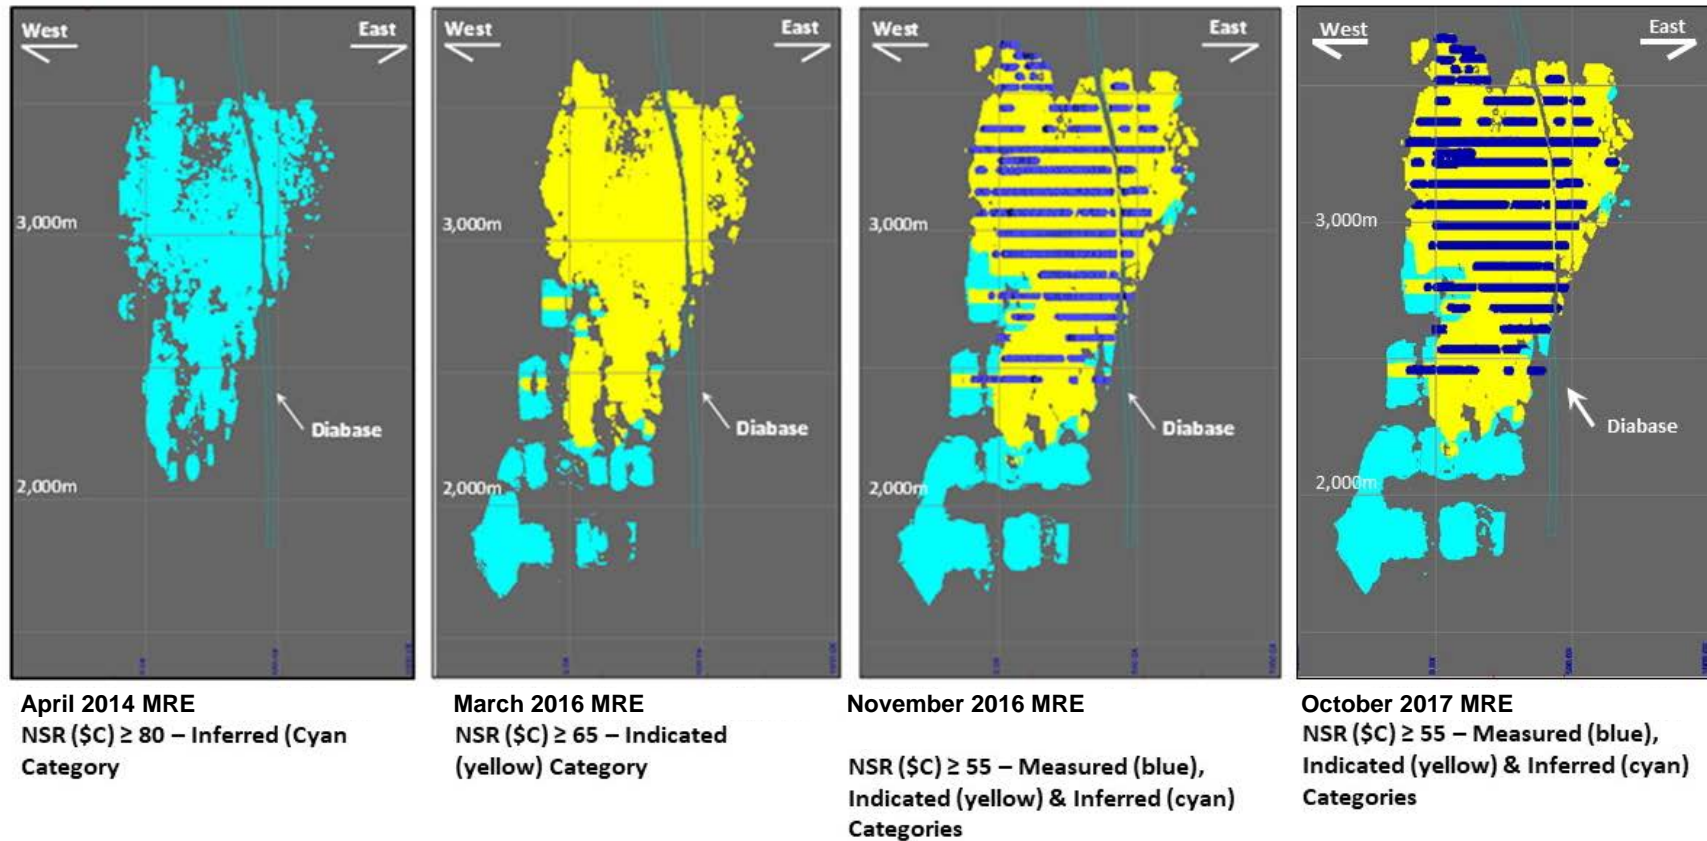 West East
3,000m
Diabase
2,000m
April 2014 MRE
NSR ($C) ≥ 80 – Inferred (Cyan
Category
West East
3,000m
Diabase
2,000m
March 2016 MRE
NSR ($C) ≥ 65 – Indicated
(yellow) Category
West East
3,000m
Diabase
2,000m
November 2016 MRE
NSR ($C) ≥ 55 – Measured (blue),
Indicated (yellow) & Inferred (cyan)
Categories
West East
3,000m
Diabase
2,000m
October 2017 MRE
NSR ($C) ≥ 55 – Measured (blue),
Indicated (yellow) & Inferred (cyan)
Categories